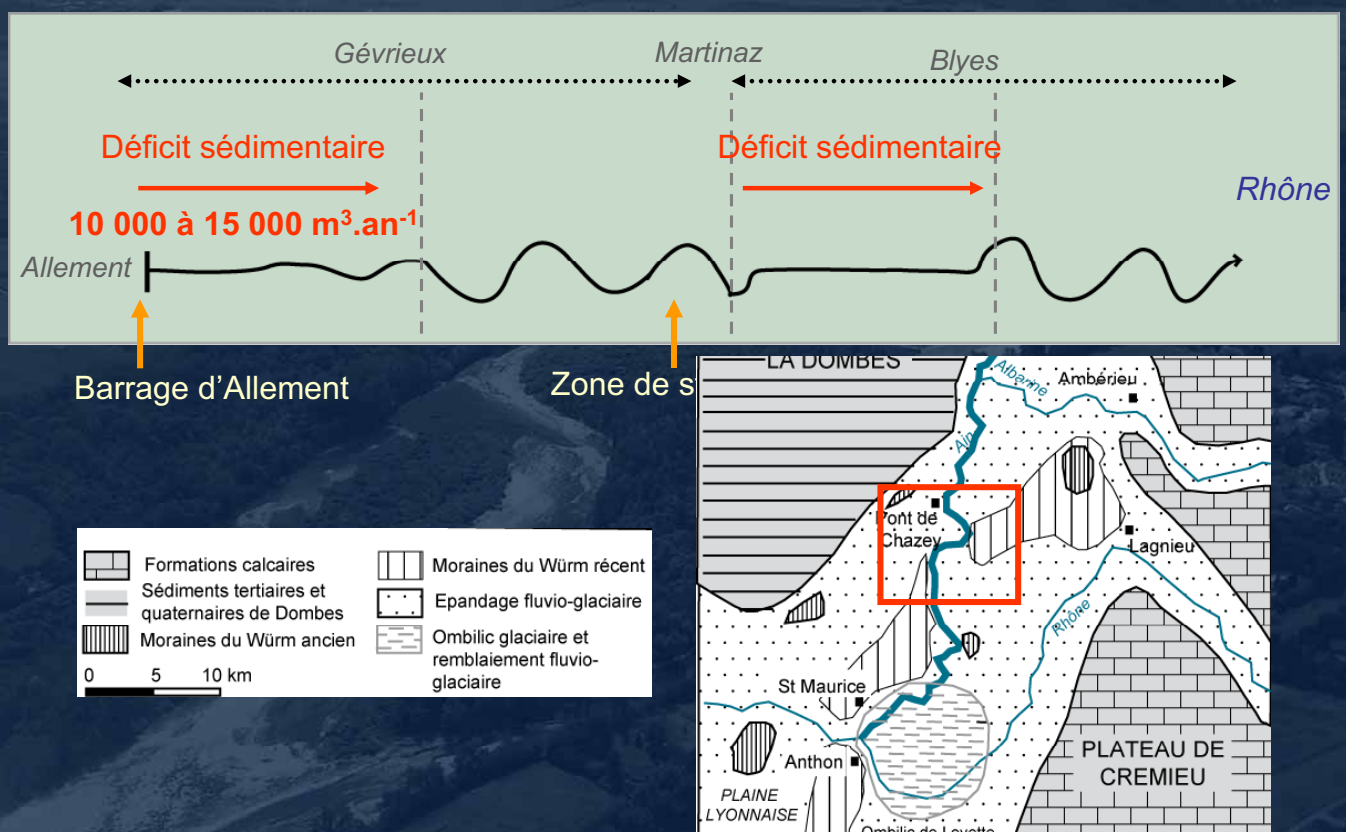 Gévrieux
Martinaz
Blyes
Déficit sédimentaire
Déficit sédimentaire
Rhône
10 000 à 15 000 m³.an⁻¹
Allement
Barrage d'Allement
Zone de s
LA DOMBES
Albarine
Ambérieu
Ain
Pont de
Chazey
Lagnieu
Rhône
St Maurice
Anthon
PLATEAU DE
CREMIEU
PLAINE
LYONNAISE
Ombilic de Loyette
Formations calcaires
Sédiments tertiaires et
quaternaires de Dombes
Moraines du Würm ancien
0 5 10 km
Moraines du Würm récent
Epandage fluvio-glaciaire
Ombilic glaciaire et
remblaiement fluvio-
glaciaire